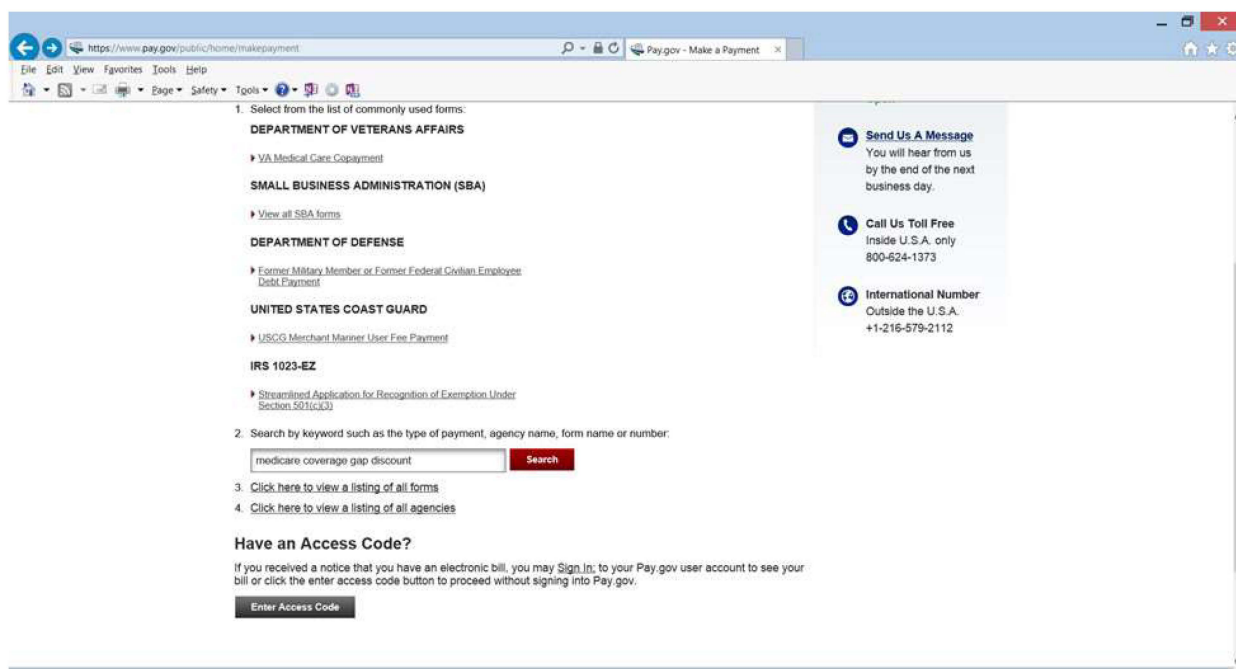 https://www.pay.gov/public/home/makepayment
Pay.gov - Make a Payment
File Edit View Favorites Tools Help
Page Safety Tools
1. Select from the list of commonly used forms:
DEPARTMENT OF VETERANS AFFAIRS
VA Medical Care Copayment
SMALL BUSINESS ADMINISTRATION (SBA)
View all SBA forms
DEPARTMENT OF DEFENSE
Former Military Member or Former Federal Civilian Employee
Debt Payment
UNITED STATES COAST GUARD
USCG Merchant Mariner User Fee Payment
IRS 1023-EZ
Streamlined Application for Recognition of Exemption Under
Section 501(c)(3)
2. Search by keyword such as the type of payment, agency name, form name or number:
medicare coverage gap discount
Search
3. Click here to view a listing of all forms
4. Click here to view a listing of all agencies
Have an Access Code?
If you received a notice that you have an electronic bill, you may Sign In; to your Pay.gov user account to see your
bill or click the enter access code button to proceed without signing into Pay.gov.
Enter Access Code
Send Us A Message
You will hear from us
by the end of the next
business day.
Call Us Toll Free
Inside U.S.A. only
800-624-1373
International Number
Outside the U.S.A.
+1-216-579-2112